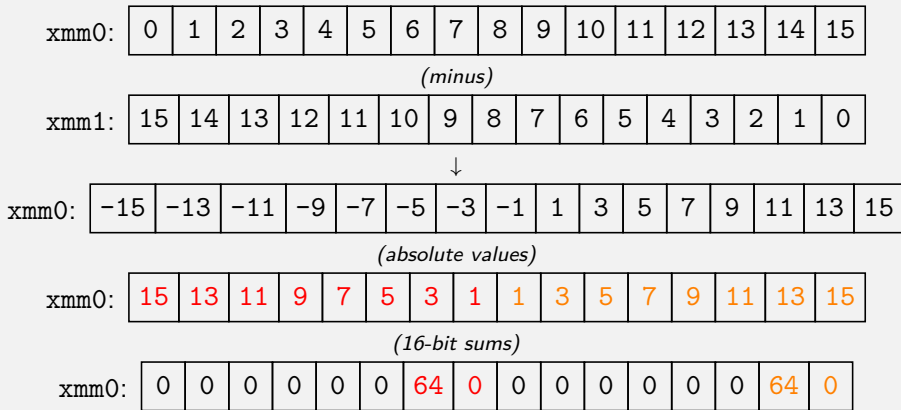 xmm0: 0 1 2 3 4 5 6 7 8 9 10 11 12 13 14 15
(minus)
xmm1: 15 14 13 12 11 10 9 8 7 6 5 4 3 2 1 0
↓
xmm0: -15 -13 -11 -9 -7 -5 -3 -1 1 3 5 7 9 11 13 15
(absolute values)
xmm0: 15 13 11 9 7 5 3 1 1 3 5 7 9 11 13 15
(16-bit sums)
xmm0: 0 0 0 0 0 0 64 0 0 0 0 0 0 0 64 0